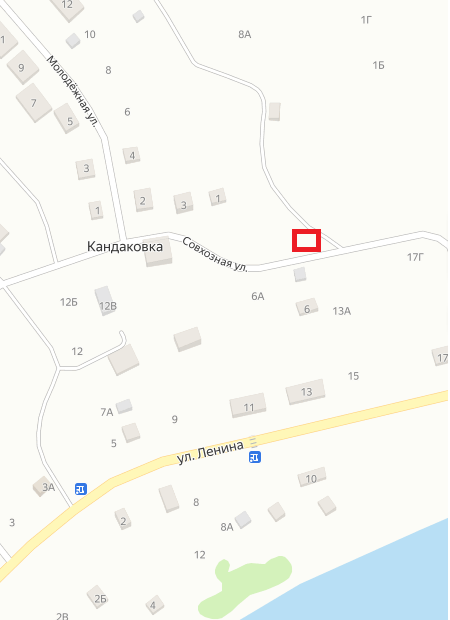 12
1Г
10
8А
1
9
8
1Б
7
Молодёжная ул.
5
6
3
4
1
2
3
1
Кандаковка
Совхозная ул.
17Г
12Б
12В
6А
6
13А
12
17
15
13
11
7А
9
5
ул. Ленина
3А
10
8
2
3
8А
12
2Б
4
2В